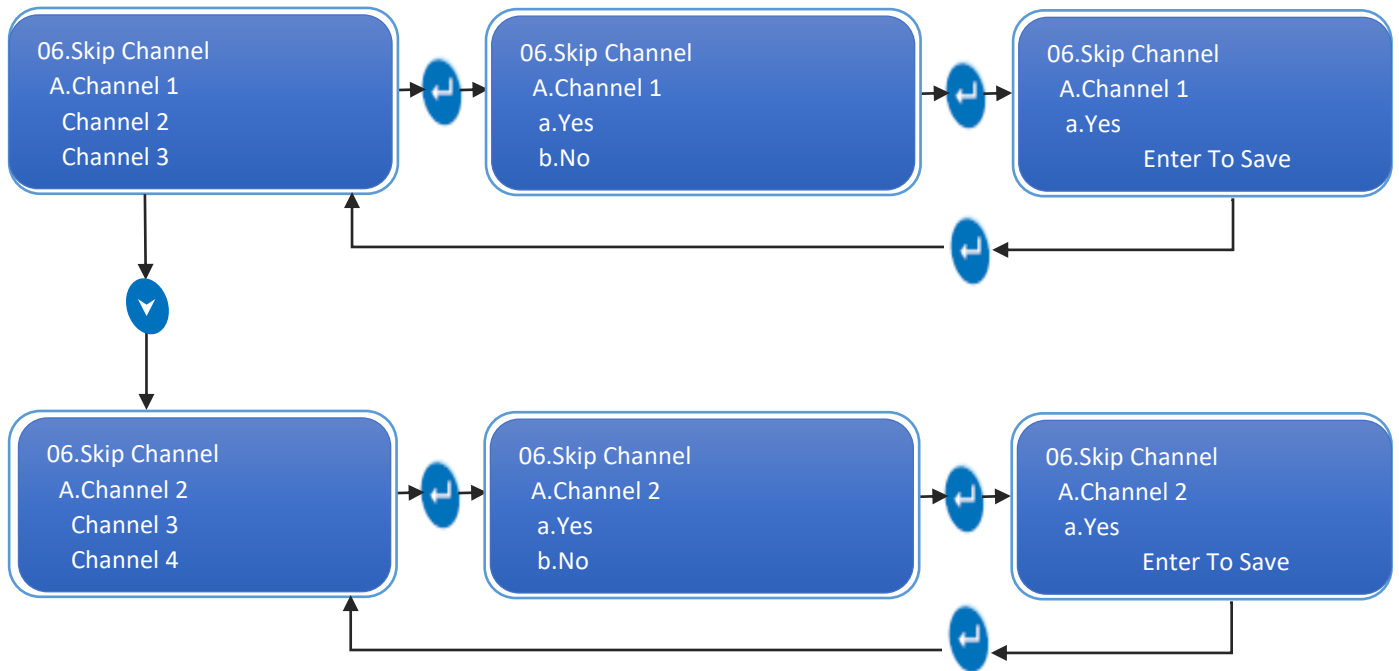 06.Skip Channel
A.Channel 1
Channel 2
Channel 3
06.Skip Channel
A.Channel 1
a.Yes
b.No
06.Skip Channel
A.Channel 1
a.Yes
Enter To Save
06.Skip Channel
A.Channel 2
Channel 3
Channel 4
06.Skip Channel
A.Channel 2
a.Yes
b.No
06.Skip Channel
A.Channel 2
a.Yes
Enter To Save